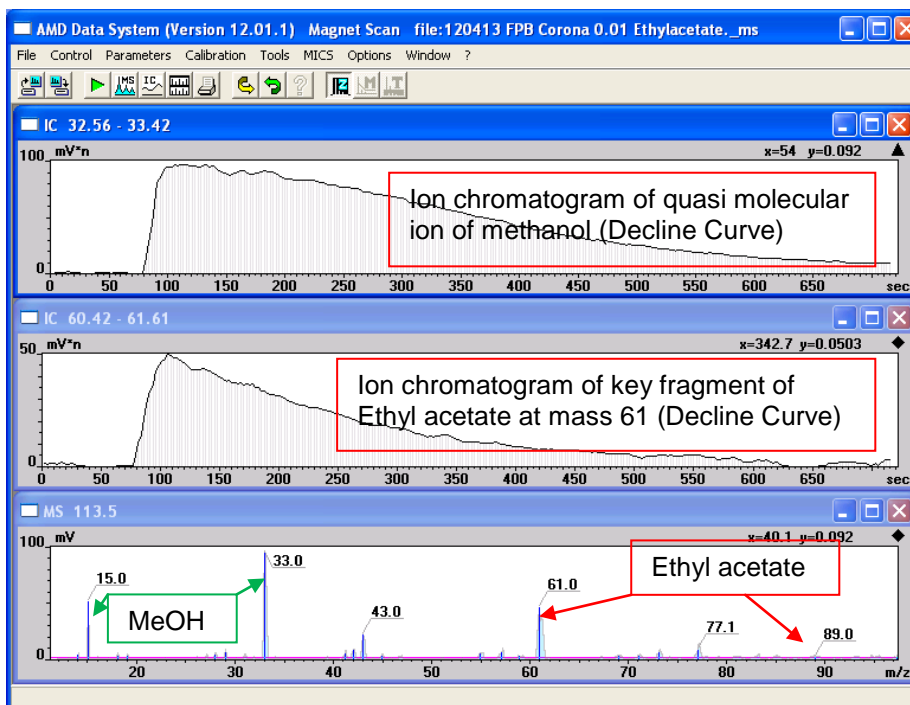 AMD Data System (Version 12.01.1) Magnet Scan file:120413 FPB Corona 0.01 Ethylacetate._ms
File Control Parameters Calibration Tools MICS Options Window ?
MS IC
IC 32.56 - 33.42
100 mV*n x=54 y=0.092
Ion chromatogram of quasi molecular
ion of methanol (Decline Curve)
0
50 100 150 200 250 300 350 400 450 500 550 600 650 sec
IC 60.42 - 61.61
50 mV*n x=342.7 y=0.0503
Ion chromatogram of key fragment of
Ethyl acetate at mass 61 (Decline Curve)
0
50 100 150 200 250 300 350 400 450 500 550 600 650 sec
MS 113.5
100 mV x=40.1 y=0.092
Ethyl acetate
33.0
15.0 61.0
MeOH 43.0
77.1 89.0
0
20 30 40 50 60 70 80 90 m/z